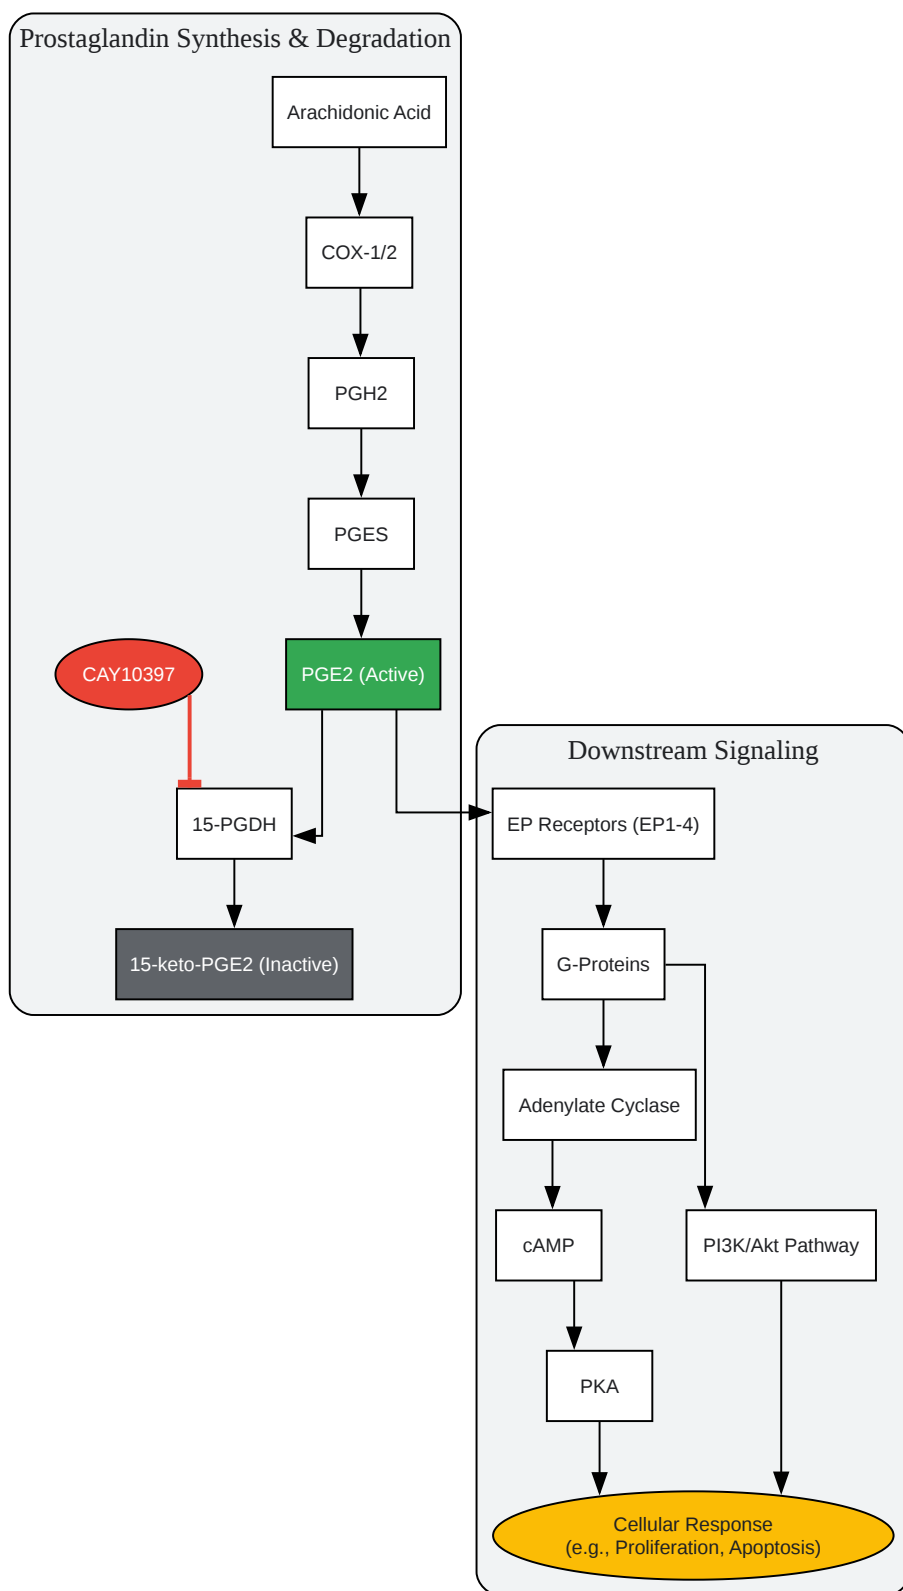 Prostaglandin Synthesis & Degradation
Arachidonic Acid
COX-1/2
PGH2
PGES
CAY10397
PGE2 (Active)
15-PGDH
15-keto-PGE2 (Inactive)
Downstream Signaling
EP Receptors (EP1-4)
G-Proteins
Adenylate Cyclase
cAMP
PI3K/Akt Pathway
PKA
Cellular Response
(e.g., Proliferation, Apoptosis)